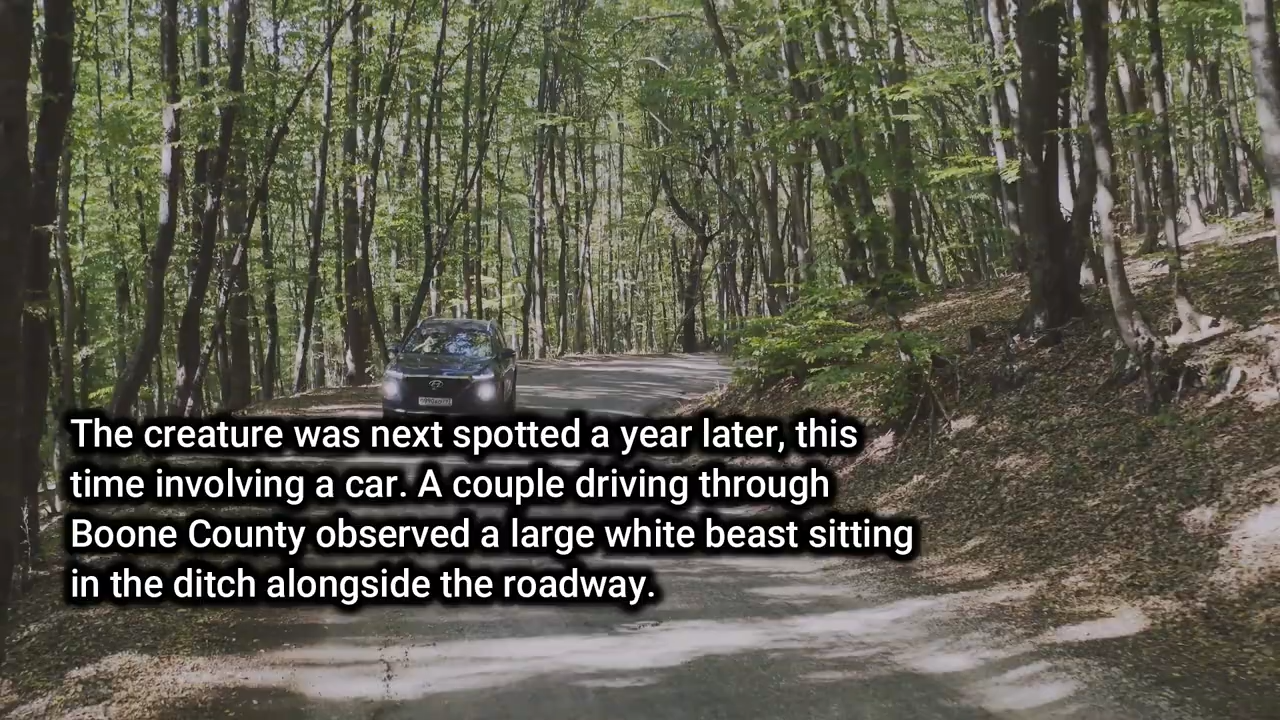 The creature was next spotted a year later, this
time involving a car. A couple driving through
Boone County observed a large white beast sitting
in the ditch alongside the roadway.